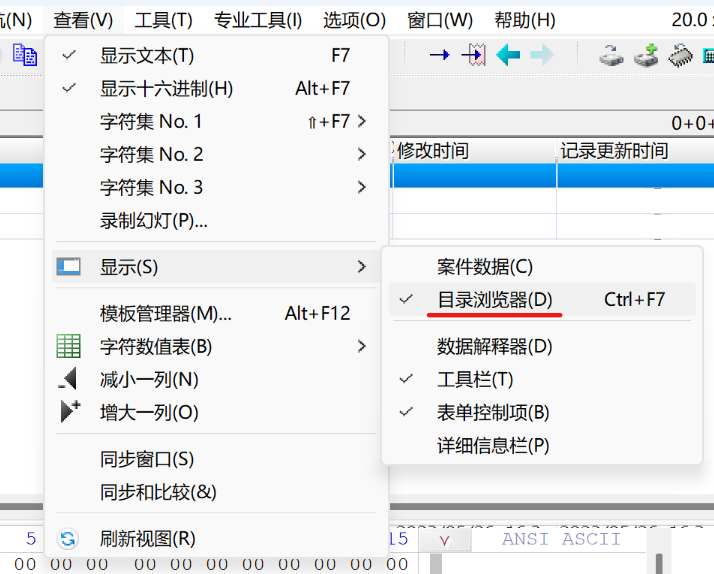 航(N) 查看(V) 工具(T) 专业工具(I) 选项(O) 窗口(W) 帮助(H) 20.0
显示文本(T) F7
显示十六进制(H) Alt+F7
字符集 No. 1 ⇧+F7
字符集 No. 2
字符集 No. 3
录制幻灯(P)...
显示(S)
模板管理器(M)... Alt+F12
字符数值表(B)
减小一列(N)
增大一列(O)
同步窗口(S)
同步和比较(&)
刷新视图(R)
0+0+
修改时间 记录更新时间
案件数据(C)
目录浏览器(D) Ctrl+F7
数据解释器(D)
工具栏(T)
表单控制项(B)
详细信息栏(P)
5 15 ANSI ASCII
00 00 00 00 00 00 00 00 00 00 00